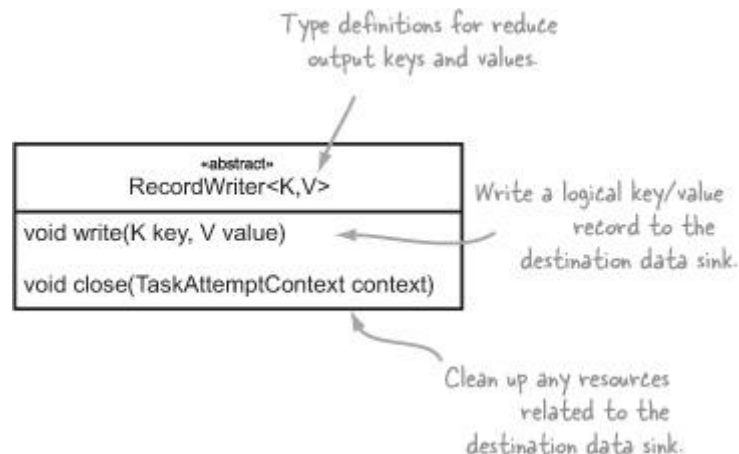 Type definitions for reduce
output keys and values.
«abstract»
RecordWriter<K,V>
void write(K key, V value)
Write a logical key/value
record to the
destination data sink.
void close(TaskAttemptContext context)
Clean up any resources
related to the
destination data sink.